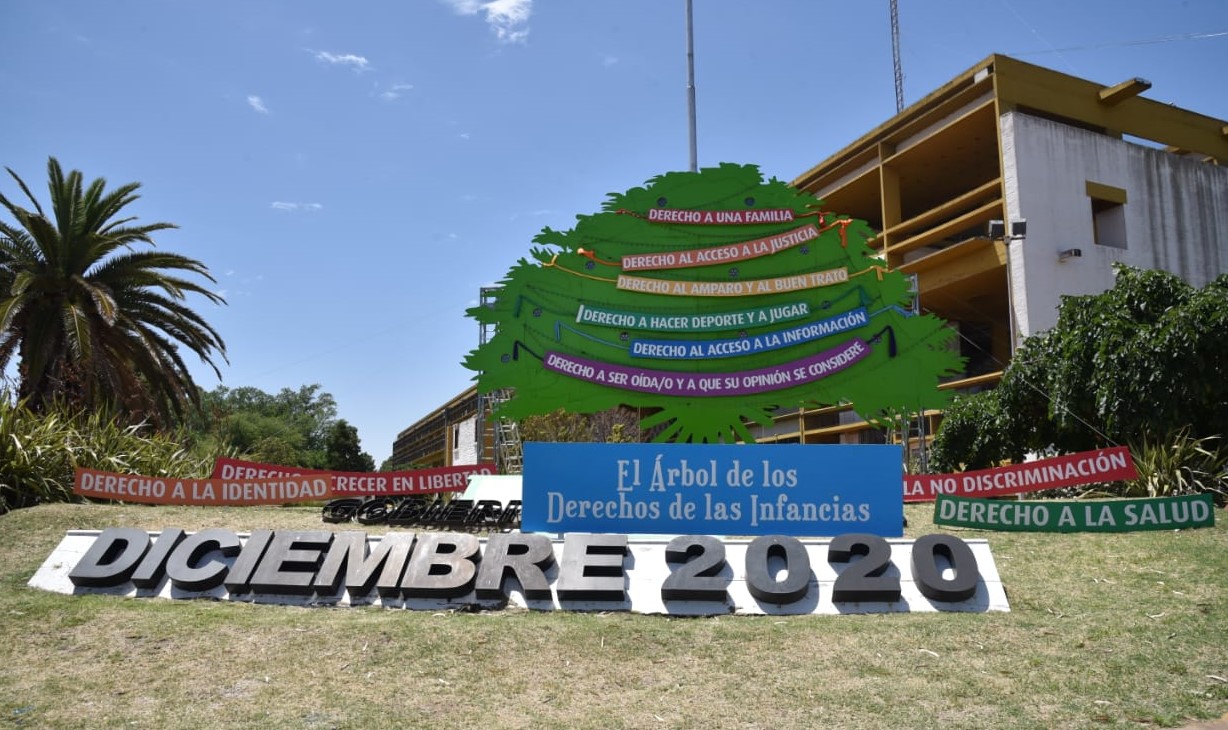 DERECHO A UNA FAMILIA
DERECHO AL ACCESO A LA JUSTICIA
DERECHO AL AMPARO Y AL BUEN TRATO
DERECHO A HACER DEPORTE Y A JUGAR
DERECHO AL ACCESO A LA INFORMACIÓN
DERECHO A SER OÍDA/O Y A QUE SU OPINIÓN SE CONSIDERE
DERECHO CRECER EN LIBERTAD
DERECHO A LA IDENTIDAD
El Árbol de los
Derechos de las Infancias
LA NO DISCRIMINACIÓN
DERECHO A LA SALUD
DICIEMBRE 2020